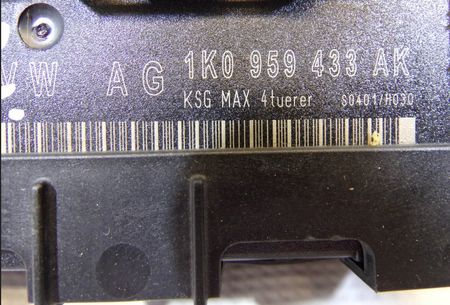 VW AG 1K0 959 433 AK
KSG MAX 4tuerer S0401/H030